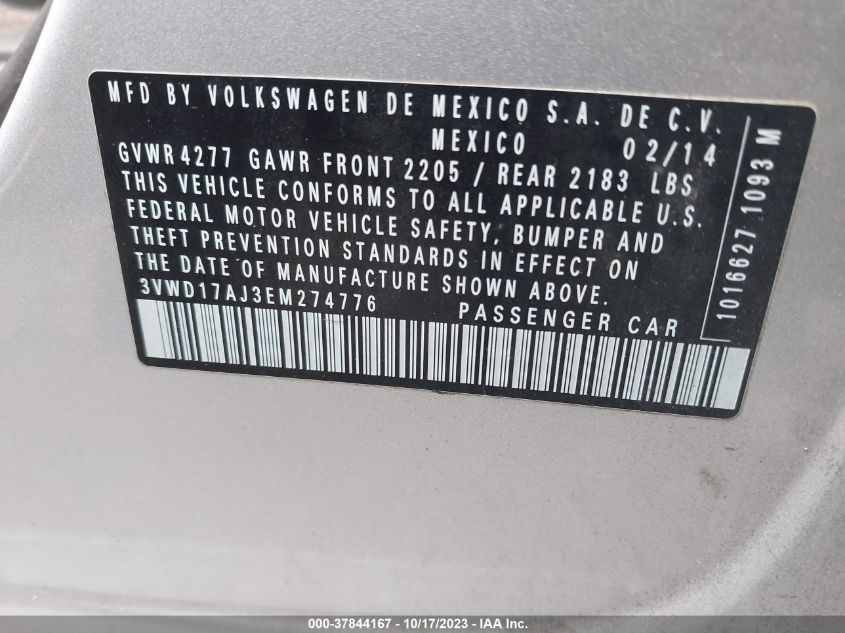 MFD BY VOLKSWAGEN DE MEXICO S.A. DE C.V.
MEXICO 02/14
GVWR 4277 GAWR FRONT 2205 / REAR 2183 LBS
THIS VEHICLE CONFORMS TO ALL APPLICABLE U.S.
FEDERAL MOTOR VEHICLE SAFETY, BUMPER AND
THEFT PREVENTION STANDARDS IN EFFECT ON
THE DATE OF MANUFACTURE SHOWN ABOVE.
3VWD17AJ3EM274776 PASSENGER CAR
1016627 1093 M
000-37844167 - 10/17/2023 - IAA Inc.